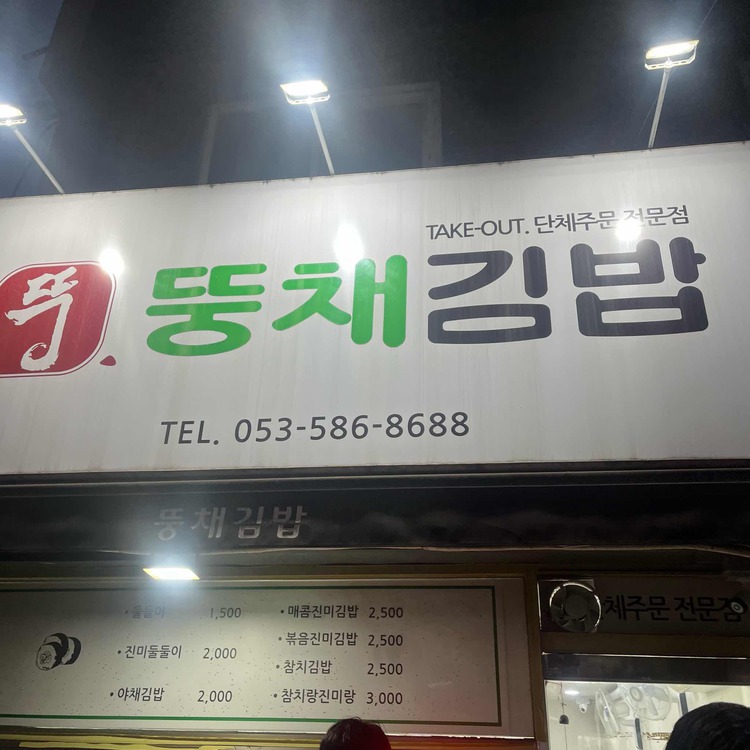 TAKE-OUT. 단체주문 전문점
뚱
뚱채김밥
TEL. 053-586-8688
뚱채김밥
• 둘둘이 1,500
• 진미둘둘이 2,000
• 야채김밥 2,000
• 매콤진미김밥 2,500
• 볶음진미김밥 2,500
• 참치김밥 2,500
• 참치랑진미랑 3,000
단체주문 전문점